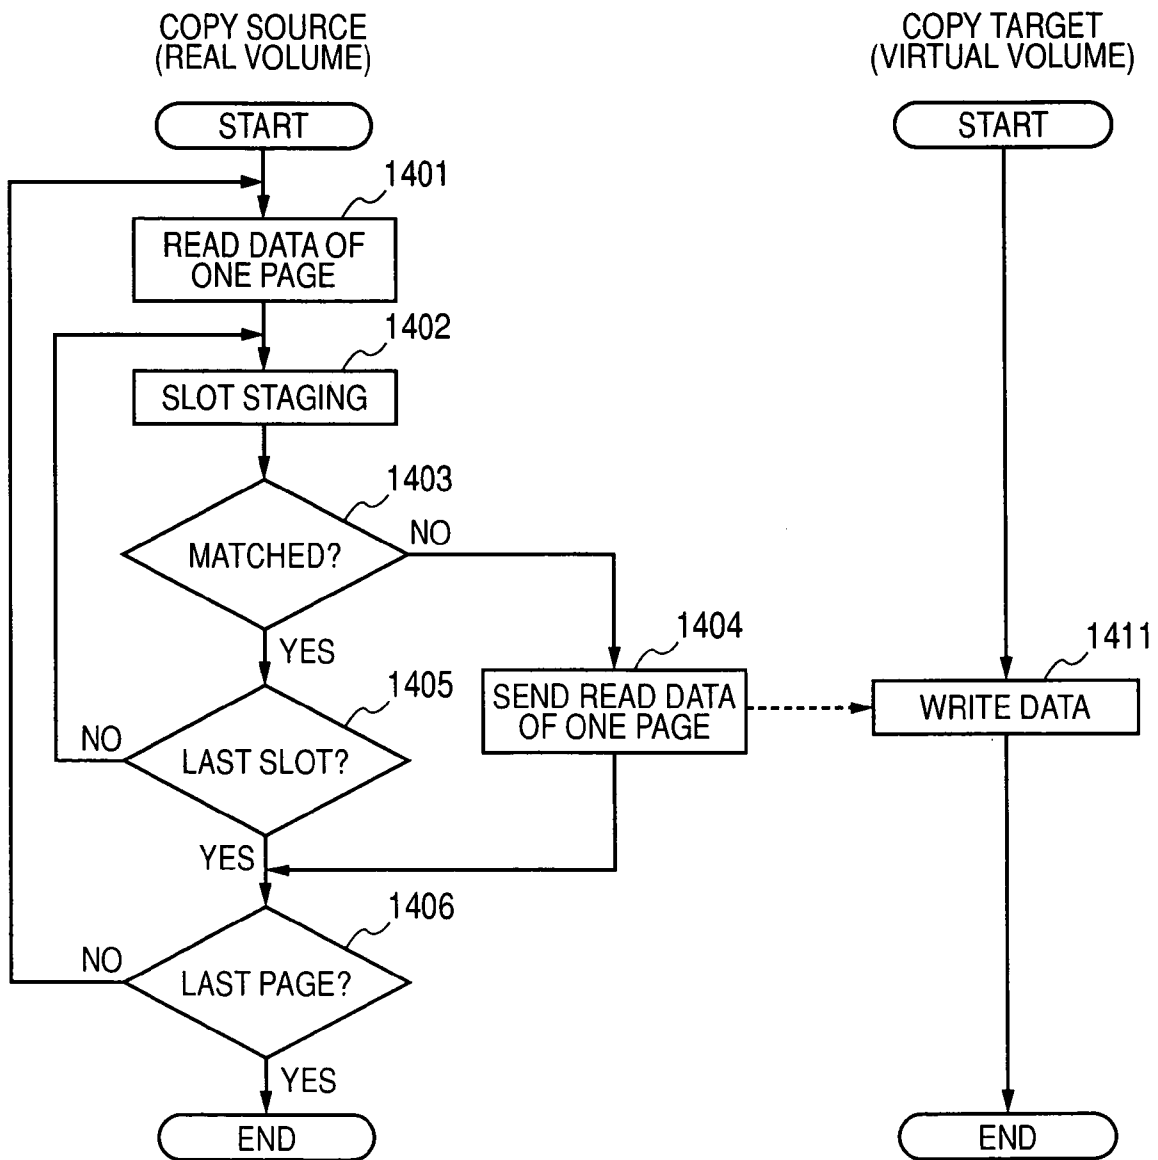 COPY SOURCE
(REAL VOLUME)
COPY TARGET
(VIRTUAL VOLUME)
START
START
1401
READ DATA OF
ONE PAGE
1402
SLOT STAGING
1403
MATCHED?
NO
YES
1404
SEND READ DATA
OF ONE PAGE
1411
WRITE DATA
1405
LAST SLOT?
NO
YES
1406
LAST PAGE?
NO
YES
END
END